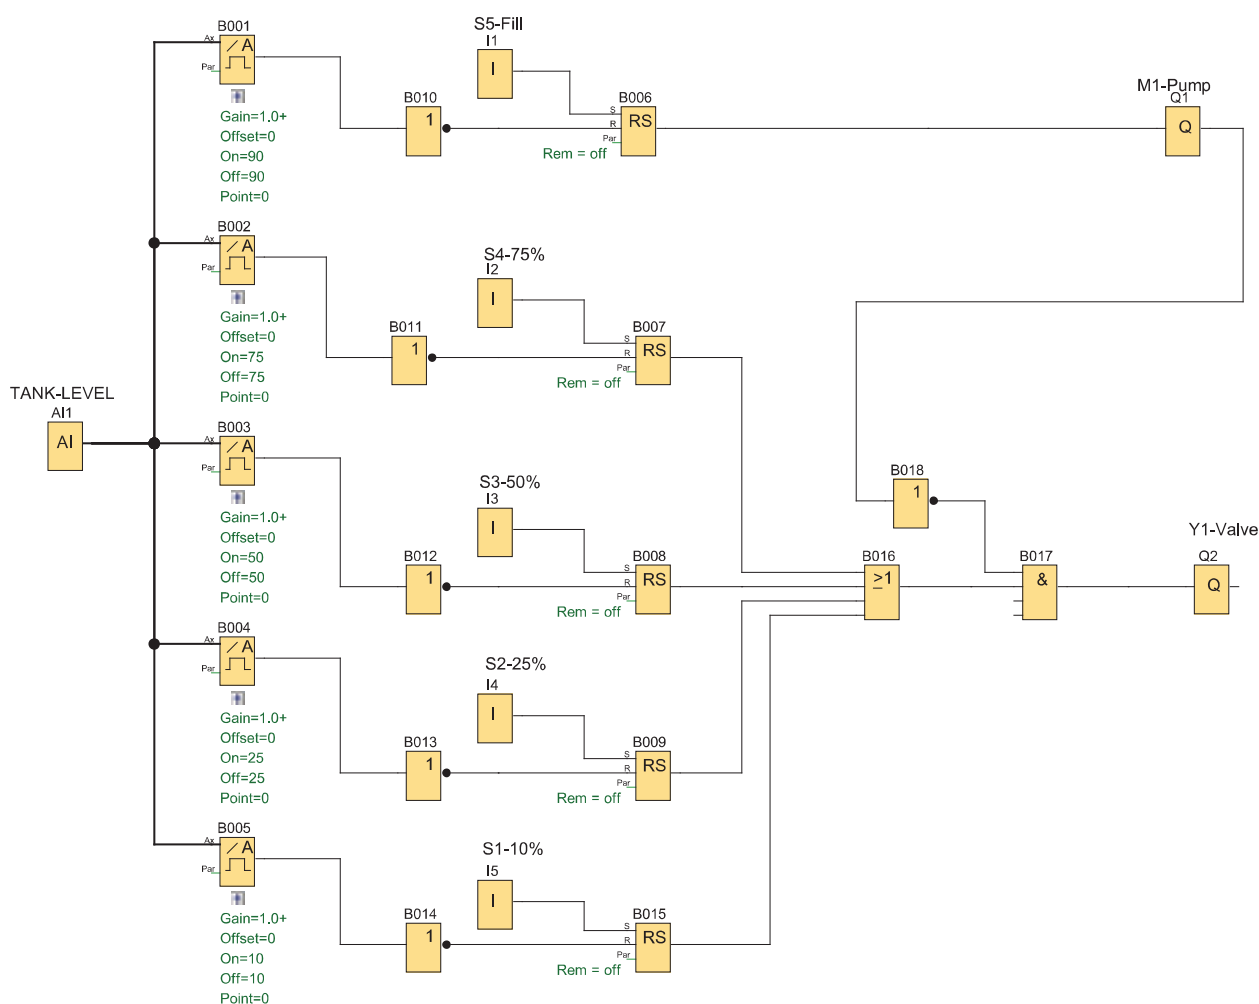 B001
Ax
/A
Par
Gain=1.0+
Offset=0
On=90
Off=90
Point=0
S5-Fill
I1
I
B010
1
B006
S
R
Par
RS
Rem = off
M1-Pump
Q1
Q
B002
Ax
/A
Par
Gain=1.0+
Offset=0
On=75
Off=75
Point=0
S4-75%
I2
I
B011
1
B007
S
R
Par
RS
Rem = off
TANK-LEVEL
AI1
AI
B003
Ax
/A
Par
Gain=1.0+
Offset=0
On=50
Off=50
Point=0
S3-50%
I3
I
B012
1
B008
S
R
Par
RS
Rem = off
B018
1
B016
≥1
B017
&
Y1-Valve
Q2
Q
B004
Ax
/A
Par
Gain=1.0+
Offset=0
On=25
Off=25
Point=0
S2-25%
I4
I
B013
1
B009
S
R
Par
RS
Rem = off
B005
Ax
/A
Par
Gain=1.0+
Offset=0
On=10
Off=10
Point=0
S1-10%
I5
I
B014
1
B015
S
R
Par
RS
Rem = off